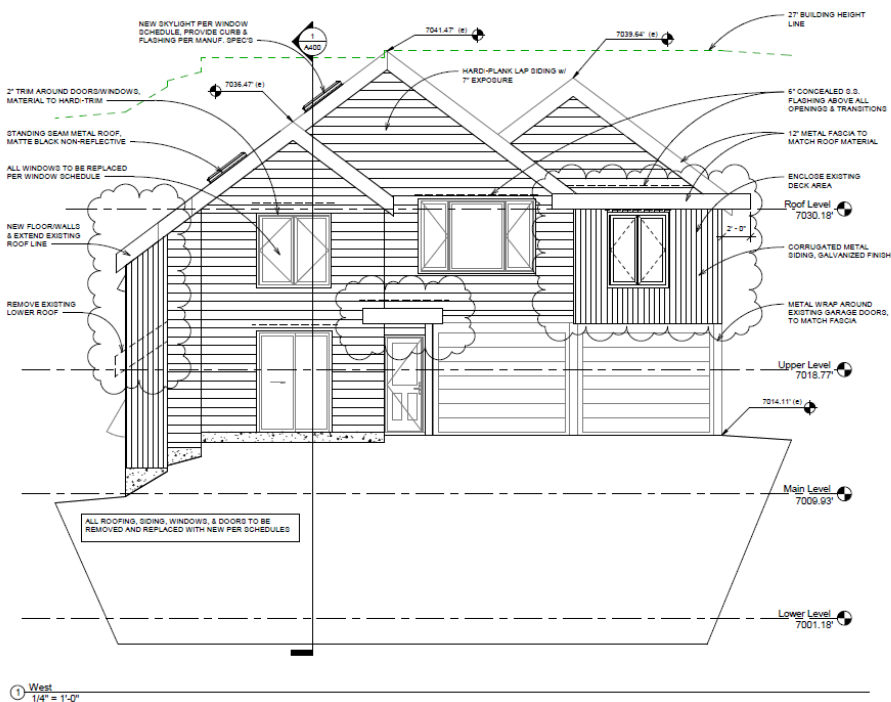 NEW SKYLIGHT PER WINDOW
SCHEDULE, PROVIDE CURB &
FLASHING PER MANUF. SPEC'S
1
A400
7041.47' (e)
7039.64' (e)
27' BUILDING HEIGHT
LINE
7036.47' (e)
HARDI-PLANK LAP SIDING w/
7" EXPOSURE
2" TRIM AROUND DOORS/WINDOWS,
MATERIAL TO HARDI-TRIM
6" CONCEALED S.S.
FLASHING ABOVE ALL
OPENINGS & TRANSITIONS
STANDING SEAM METAL ROOF,
MATTE BLACK NON-REFLECTIVE
12" METAL FASCIA TO
MATCH ROOF MATERIAL
ALL WINDOWS TO BE REPLACED
PER WINDOW SCHEDULE
ENCLOSE EXISTING
DECK AREA
Roof Level
7030.18'
NEW FLOOR/WALLS
& EXTEND EXISTING
ROOF LINE
2' - 0"
CORRUGATED METAL
SIDING, GALVANIZED FINISH
REMOVE EXISTING
LOWER ROOF
METAL WRAP AROUND
EXISTING GARAGE DOORS,
TO MATCH FASCIA
Upper Level
7018.77'
7014.11' (e)
Main Level
7009.93'
ALL ROOFING, SIDING, WINDOWS, & DOORS TO BE
REMOVED AND REPLACED WITH NEW PER SCHEDULES
Lower Level
7001.18'
1
West
1/4" = 1'-0"